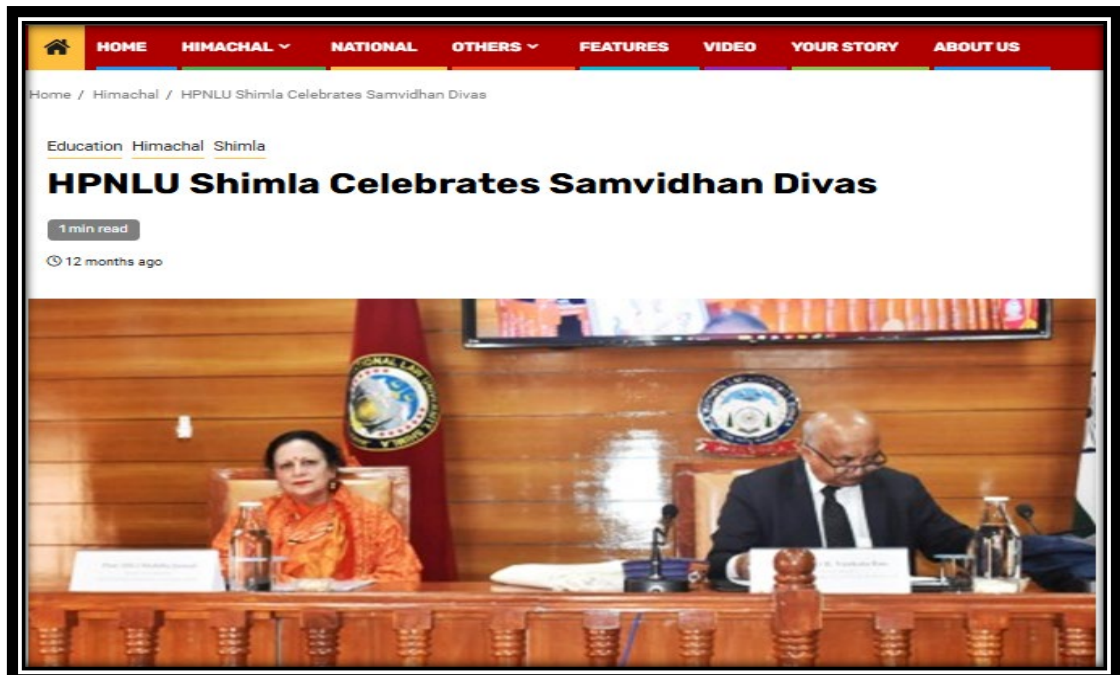 HOME HIMACHAL NATIONAL OTHERS FEATURES VIDEO YOUR STORY ABOUT US
Home / Himachal / HPNLU Shimla Celebrates Samvidhan Divas
Education Himachal Shimla
HPNLU Shimla Celebrates Samvidhan Divas
1 min read
12 months ago